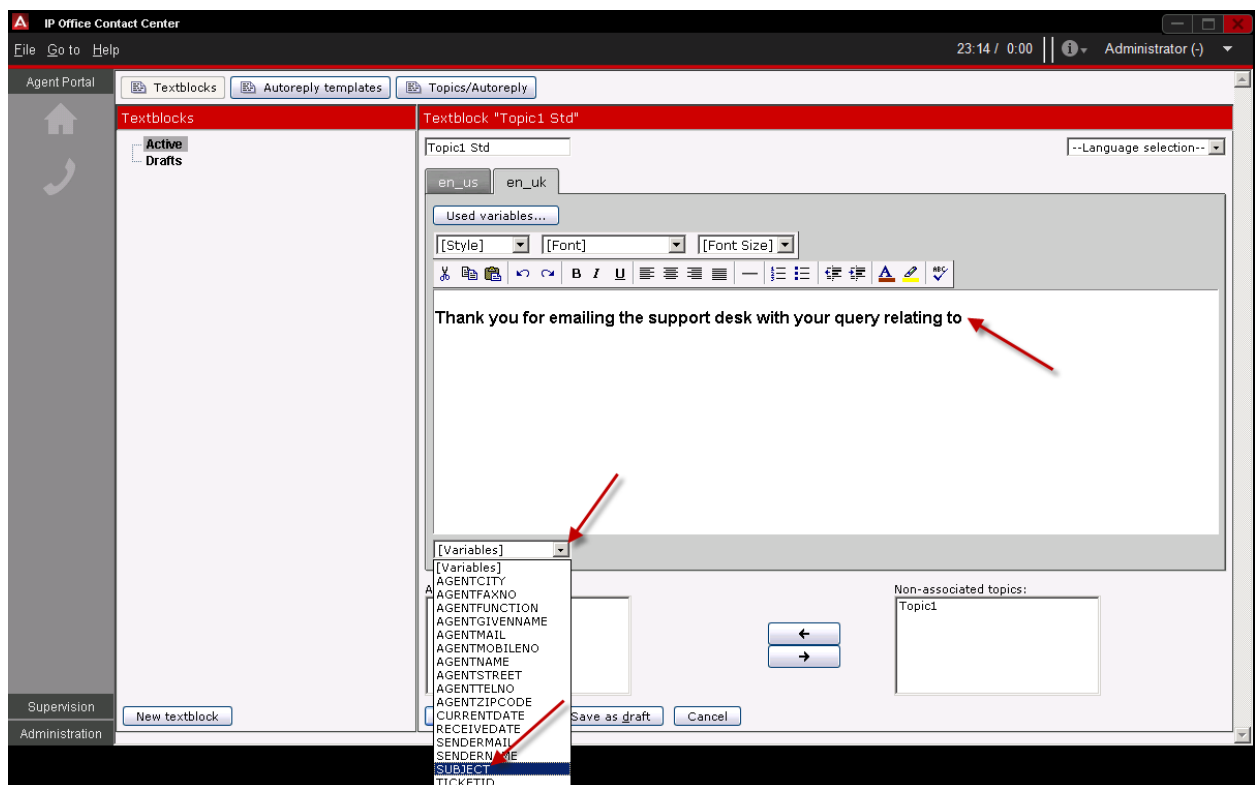 IP Office Contact Center
File Go to Help
23:14 / 0:00
Administrator (-)
Agent Portal
Textblocks
Autoreply templates
Topics/Autoreply
Textblocks
Active
Drafts
Textblock "Topic1 Std"
Topic1 Std
--Language selection--
en_us
en_uk
Used variables...
[Style]
[Font]
[Font Size]
B I U
A
ABC
Thank you for emailing the support desk with your query relating to
[Variables]
[Variables]
AGENTCITY
AGENTFAXNO
AGENTFUNCTION
AGENTGIVENNAME
AGENTMAIL
AGENTMOBILENO
AGENTNAME
AGENTSTREET
AGENTTELNO
AGENTZIPCODE
CURRENTDATE
RECEIVEDATE
SENDERMAIL
SENDERNAME
SUBJECT
TICKETID
Non-associated topics:
Topic1
Save as draft
Cancel
Supervision
New textblock
Administration